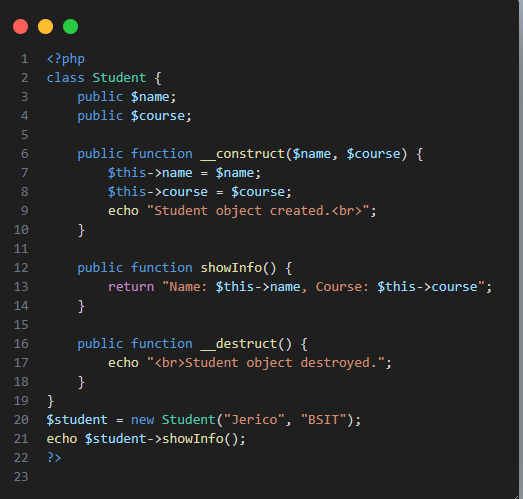 1 <?php
2 class Student {
3     public $name;
4     public $course;
5
6     public function __construct($name, $course) {
7         $this->name = $name;
8         $this->course = $course;
9         echo "Student object created.<br>";
10     }
11
12     public function showInfo() {
13         return "Name: $this->name, Course: $this->course";
14     }
15
16     public function __destruct() {
17         echo "<br>Student object destroyed.";
18     }
19 }
20 $student = new Student("Jerico", "BSIT");
21 echo $student->showInfo();
22 ?>
23